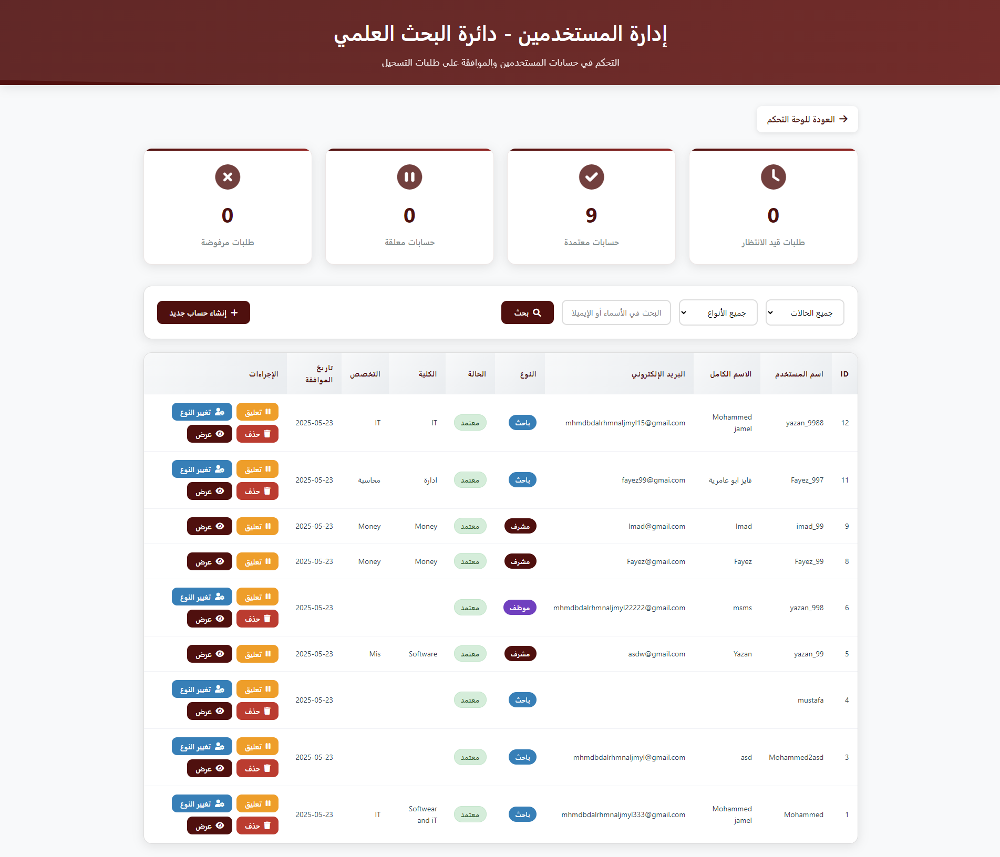 إدارة المستخدمين - دائرة البحث العلمي
التحكم في حسابات المستخدمين والموافقة على طلبات التسجيل
العودة للوحة التحكم
0 9 0 0
طلبات قيد الانتظار حسابات معتمدة حسابات معلقة طلبات مرفوضة
جميع الحالات جميع الأنواع البحث في الأسماء أو الإيميلا بحث إنشاء حساب جديد
ID اسم المستخدم الاسم الكامل البريد الإلكتروني النوع الحالة الكلية التخصص تاريخ الموافقة الإجراءات
12 yazan_9988 Mohammed jamel mhmdbdalrhmnaljmyl15@gmail.com باحث معتمد IT IT 2025-05-23 تعليق تغيير النوع
حذف عرض
11 Fayez_997 فايز ابو عامرية fayez99@gmai.com باحث معتمد ادارة محاسبة 2025-05-23 تعليق تغيير النوع
حذف عرض
9 imad_99 Imad Imad@gmail.com مشرف معتمد Money Money 2025-05-23 تعليق عرض
8 Fayez_99 Fayez Fayez@gmail.com مشرف معتمد Money Money 2025-05-23 تعليق عرض
6 yazan_998 msms mhmdbdalrhmnaljmyl22222@gmail.com موظف معتمد 2025-05-23 تعليق تغيير النوع
حذف عرض
5 yazan_99 Yazan asdw@gmail.com مشرف معتمد Software Mis 2025-05-23 تعليق عرض
4 mustafa باحث معتمد 2025-05-23 تعليق تغيير النوع
حذف عرض
3 Mohammed2asd asd mhmdbdalrhmnaljmyl@gmail.com باحث معتمد 2025-05-23 تعليق تغيير النوع
حذف عرض
1 Mohammed Mohammed jamel mhmdbdalrhmnaljmyl333@gmail.com باحث معتمد Softwear and iT IT 2025-05-23 تعليق تغيير النوع
حذف عرض